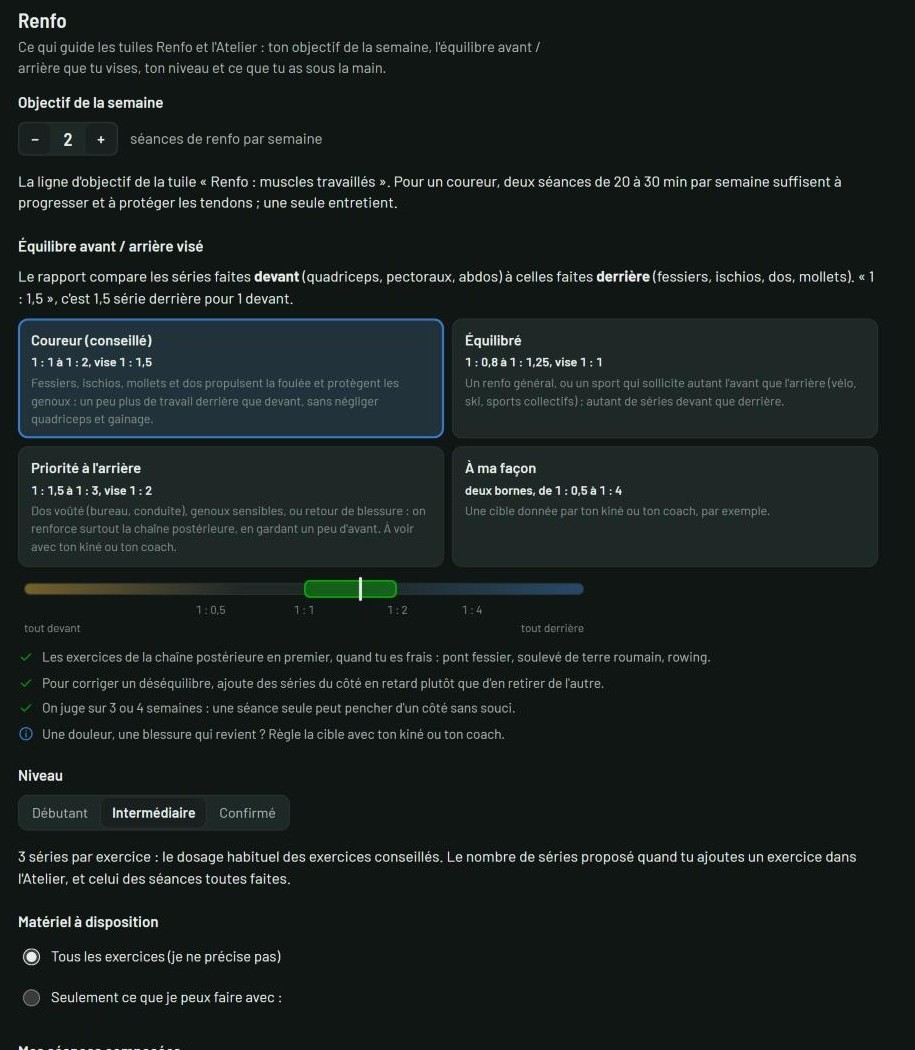 Renfo
Ce qui guide les tuiles Renfo et l'Atelier : ton objectif de la semaine, l'équilibre avant /
arrière que tu vises, ton niveau et ce que tu as sous la main.
Objectif de la semaine
− 2 + séances de renfo par semaine
La ligne d'objectif de la tuile « Renfo : muscles travaillés ». Pour un coureur, deux séances de 20 à 30 min par semaine suffisent à
progresser et à protéger les tendons ; une seule entretient.
Équilibre avant / arrière visé
Le rapport compare les séries faites devant (quadriceps, pectoraux, abdos) à celles faites derrière (fessiers, ischios, dos, mollets). « 1
: 1,5 », c'est 1,5 série derrière pour 1 devant.
Coureur (conseillé)
1 : 1 à 1 : 2, vise 1 : 1,5
Fessiers, ischios, mollets et dos propulsent la foulée et protègent les
genoux : un peu plus de travail derrière que devant, sans négliger
quadriceps et gainage.
Équilibré
1 : 0,8 à 1 : 1,25, vise 1 : 1
Un renfo général, ou un sport qui sollicite autant l'avant que l'arrière (vélo,
ski, sports collectifs) : autant de séries devant que derrière.
Priorité à l'arrière
1 : 1,5 à 1 : 3, vise 1 : 2
Dos voûté (bureau, conduite), genoux sensibles, ou retour de blessure : on
renforce surtout la chaîne postérieure, en gardant un peu d'avant. À voir
avec ton kiné ou ton coach.
À ma façon
deux bornes, de 1 : 0,5 à 1 : 4
Une cible donnée par ton kiné ou ton coach, par exemple.
1 : 0,5 1 : 1 1 : 2 1 : 4
tout devant tout derrière
Les exercices de la chaîne postérieure en premier, quand tu es frais : pont fessier, soulevé de terre roumain, rowing.
Pour corriger un déséquilibre, ajoute des séries du côté en retard plutôt que d'en retirer de l'autre.
On juge sur 3 ou 4 semaines : une séance seule peut pencher d'un côté sans souci.
Une douleur, une blessure qui revient ? Règle la cible avec ton kiné ou ton coach.
Niveau
Débutant Intermédiaire Confirmé
3 séries par exercice : le dosage habituel des exercices conseillés. Le nombre de séries proposé quand tu ajoutes un exercice dans
l'Atelier, et celui des séances toutes faites.
Matériel à disposition
Tous les exercices (je ne précise pas)
Seulement ce que je peux faire avec :
Mes séances composées